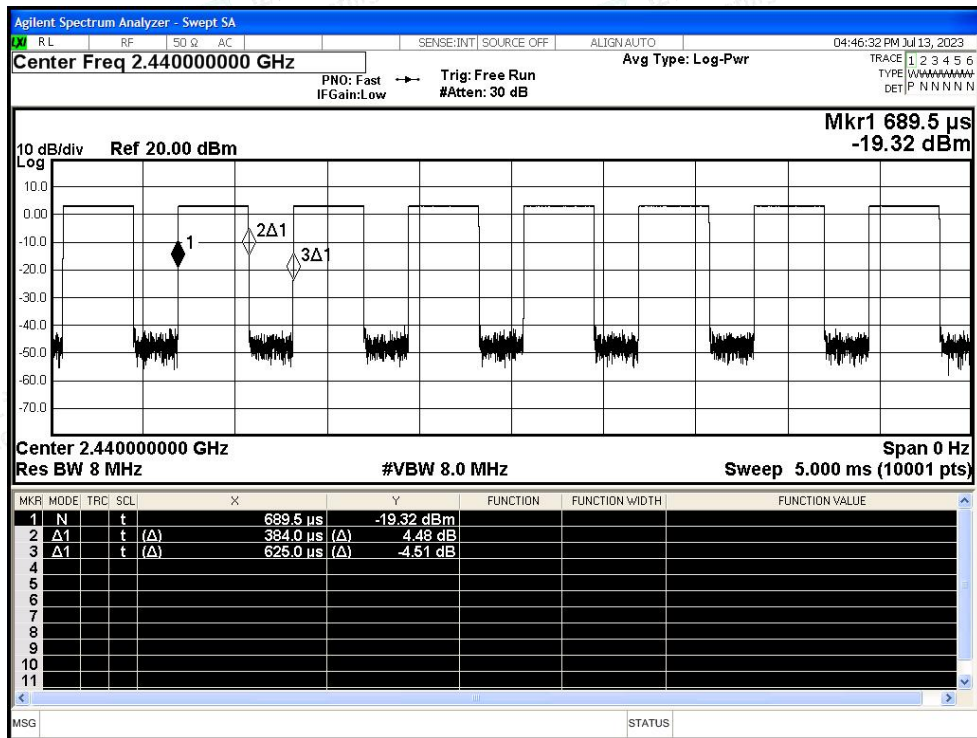 Agilent Spectrum Analyzer - Swept SA
LXI RL RF 50 Ω AC SENSE:INT SOURCE OFF ALIGN AUTO 04:46:32 PM Jul 13, 2023
Center Freq 2.440000000 GHz Avg Type: Log-Pwr TRACE 1 2 3 4 5 6
PNO: Fast Trig: Free Run TYPE WWWWWW
IFGain:Low #Atten: 30 dB DET P N N N N N
Mkr1 689.5 µs
10 dB/div Ref 20.00 dBm -19.32 dBm
Log
10.0
0.00
-10.0
-20.0
-30.0
-40.0
-50.0
-60.0
-70.0
1
2Δ1
3Δ1
Center 2.440000000 GHz Span 0 Hz
Res BW 8 MHz #VBW 8.0 MHz Sweep 5.000 ms (10001 pts)
MKR MODE TRC SCL X Y FUNCTION FUNCTION WIDTH FUNCTION VALUE
1 N t 689.5 µs -19.32 dBm
2 Δ1 t (Δ) 384.0 µs (Δ) 4.48 dB
3 Δ1 t (Δ) 625.0 µs (Δ) -4.51 dB
4
5
6
7
8
9
10
11
MSG STATUS